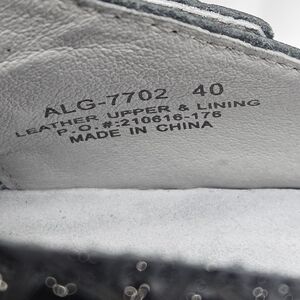 ALG-7702 40
LEATHER UPPER & LINING
P.O.#:210616-176
MADE IN CHINA